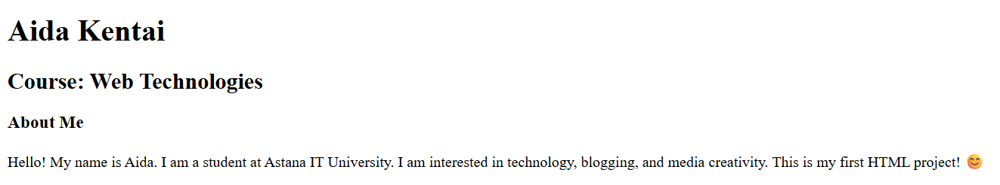 Aida Kentai
Course: Web Technologies
About Me
Hello! My name is Aida. I am a student at Astana IT University. I am interested in technology, blogging, and media creativity. This is my first HTML project! 😊